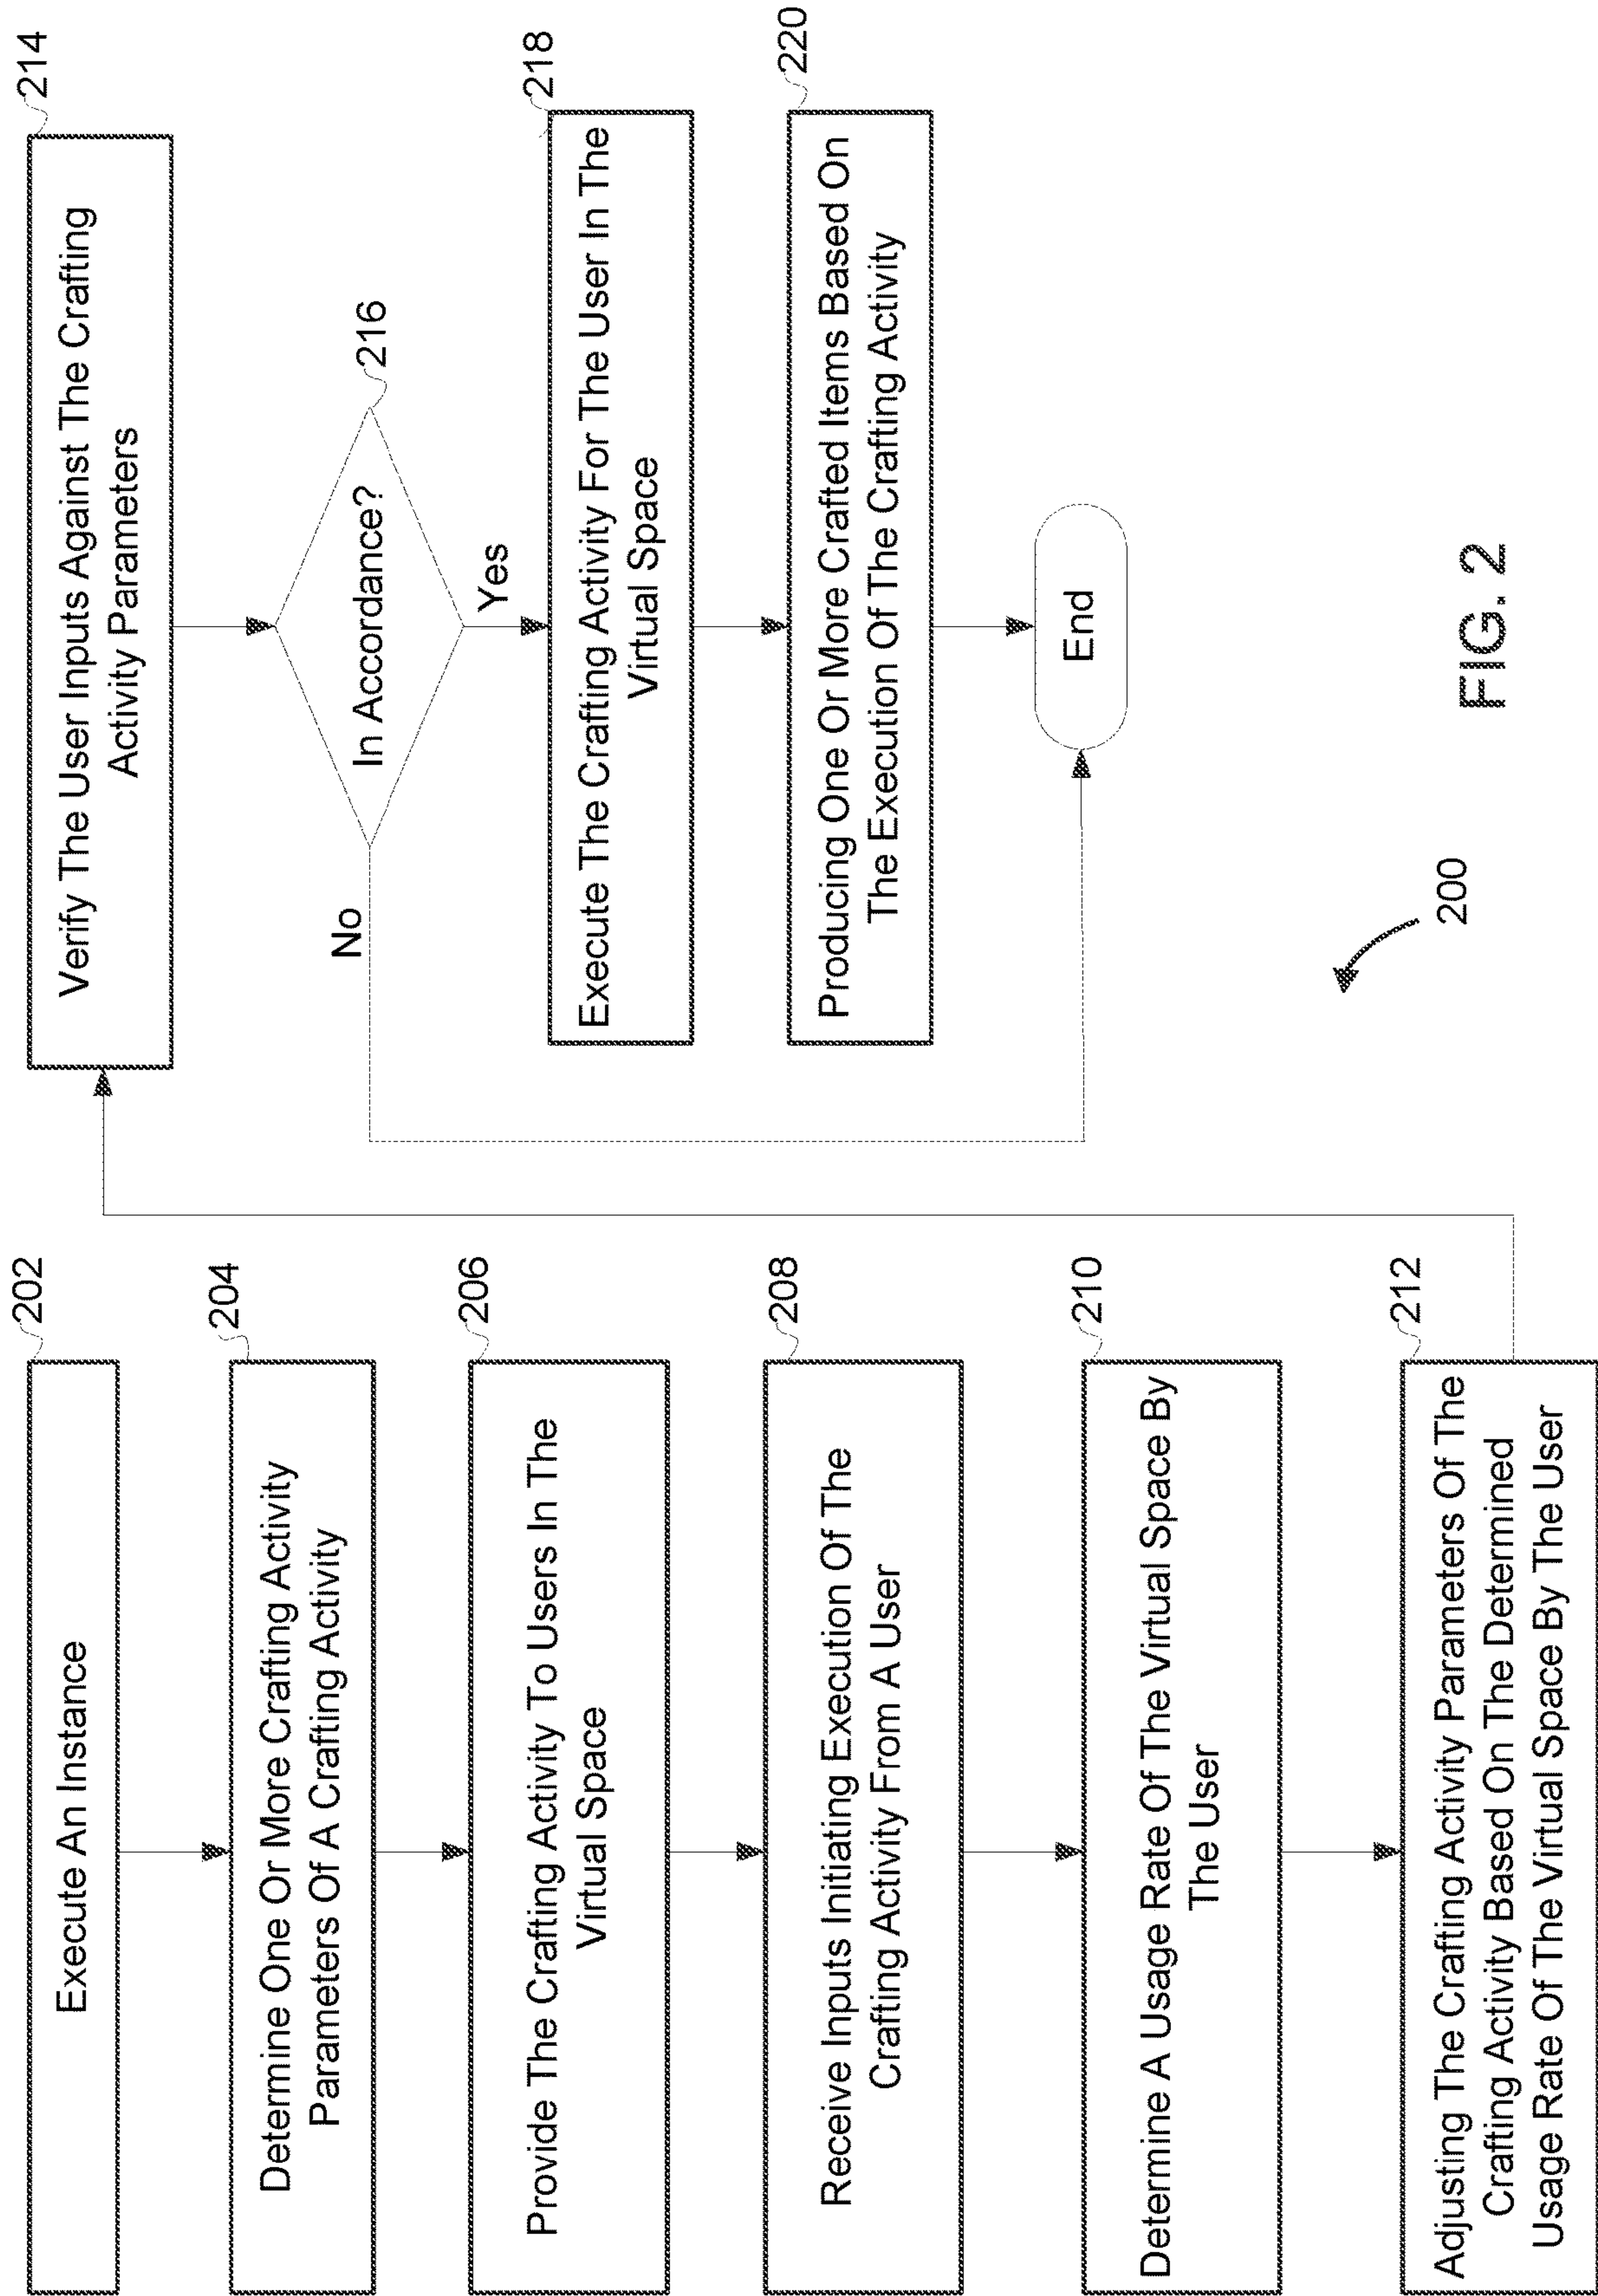 202
Execute An Instance
204
Determine One Or More Crafting Activity
Parameters Of A Crafting Activity
206
Provide The Crafting Activity To Users In The
Virtual Space
208
Receive Inputs Initiating Execution Of The
Crafting Activity From A User
210
Determine A Usage Rate Of The Virtual Space By
The User
212
Adjusting The Crafting Activity Parameters Of The
Crafting Activity Based On The Determined
Usage Rate Of The Virtual Space By The User
214
Verify The User Inputs Against The Crafting
Activity Parameters
216
In Accordance?
No
Yes
218
Execute The Crafting Activity For The User In The
Virtual Space
220
Producing One Or More Crafted Items Based On
The Execution Of The Crafting Activity
End
200
FIG. 2